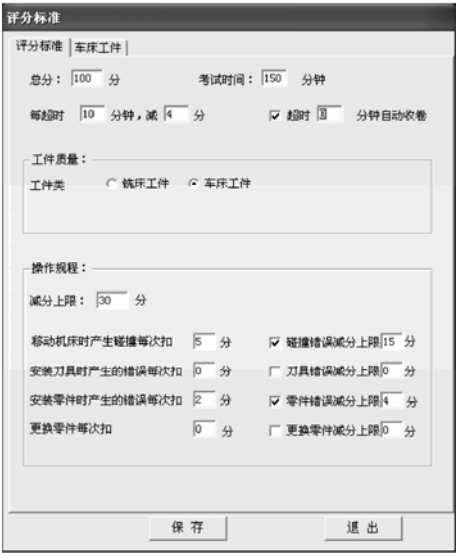 评分标准
评分标准 车床工件
总分： 100 分 考试时间： 150 分钟
每超时 10 分钟，减 4 分 超时 分钟自动收卷
工件质量：
工件类 铣床工件 车床工件
操作规程：
减分上限： 30 分
移动机床时产生碰撞每次扣 5 分 碰撞错误减分上限 15 分
安装刀具时产生的错误每次扣 0 分 刀具错误减分上限 0 分
安装零件时产生的错误每次扣 2 分 零件错误减分上限 4 分
更换零件每次扣 0 分 更换零件减分上限 0 分
保存 退出